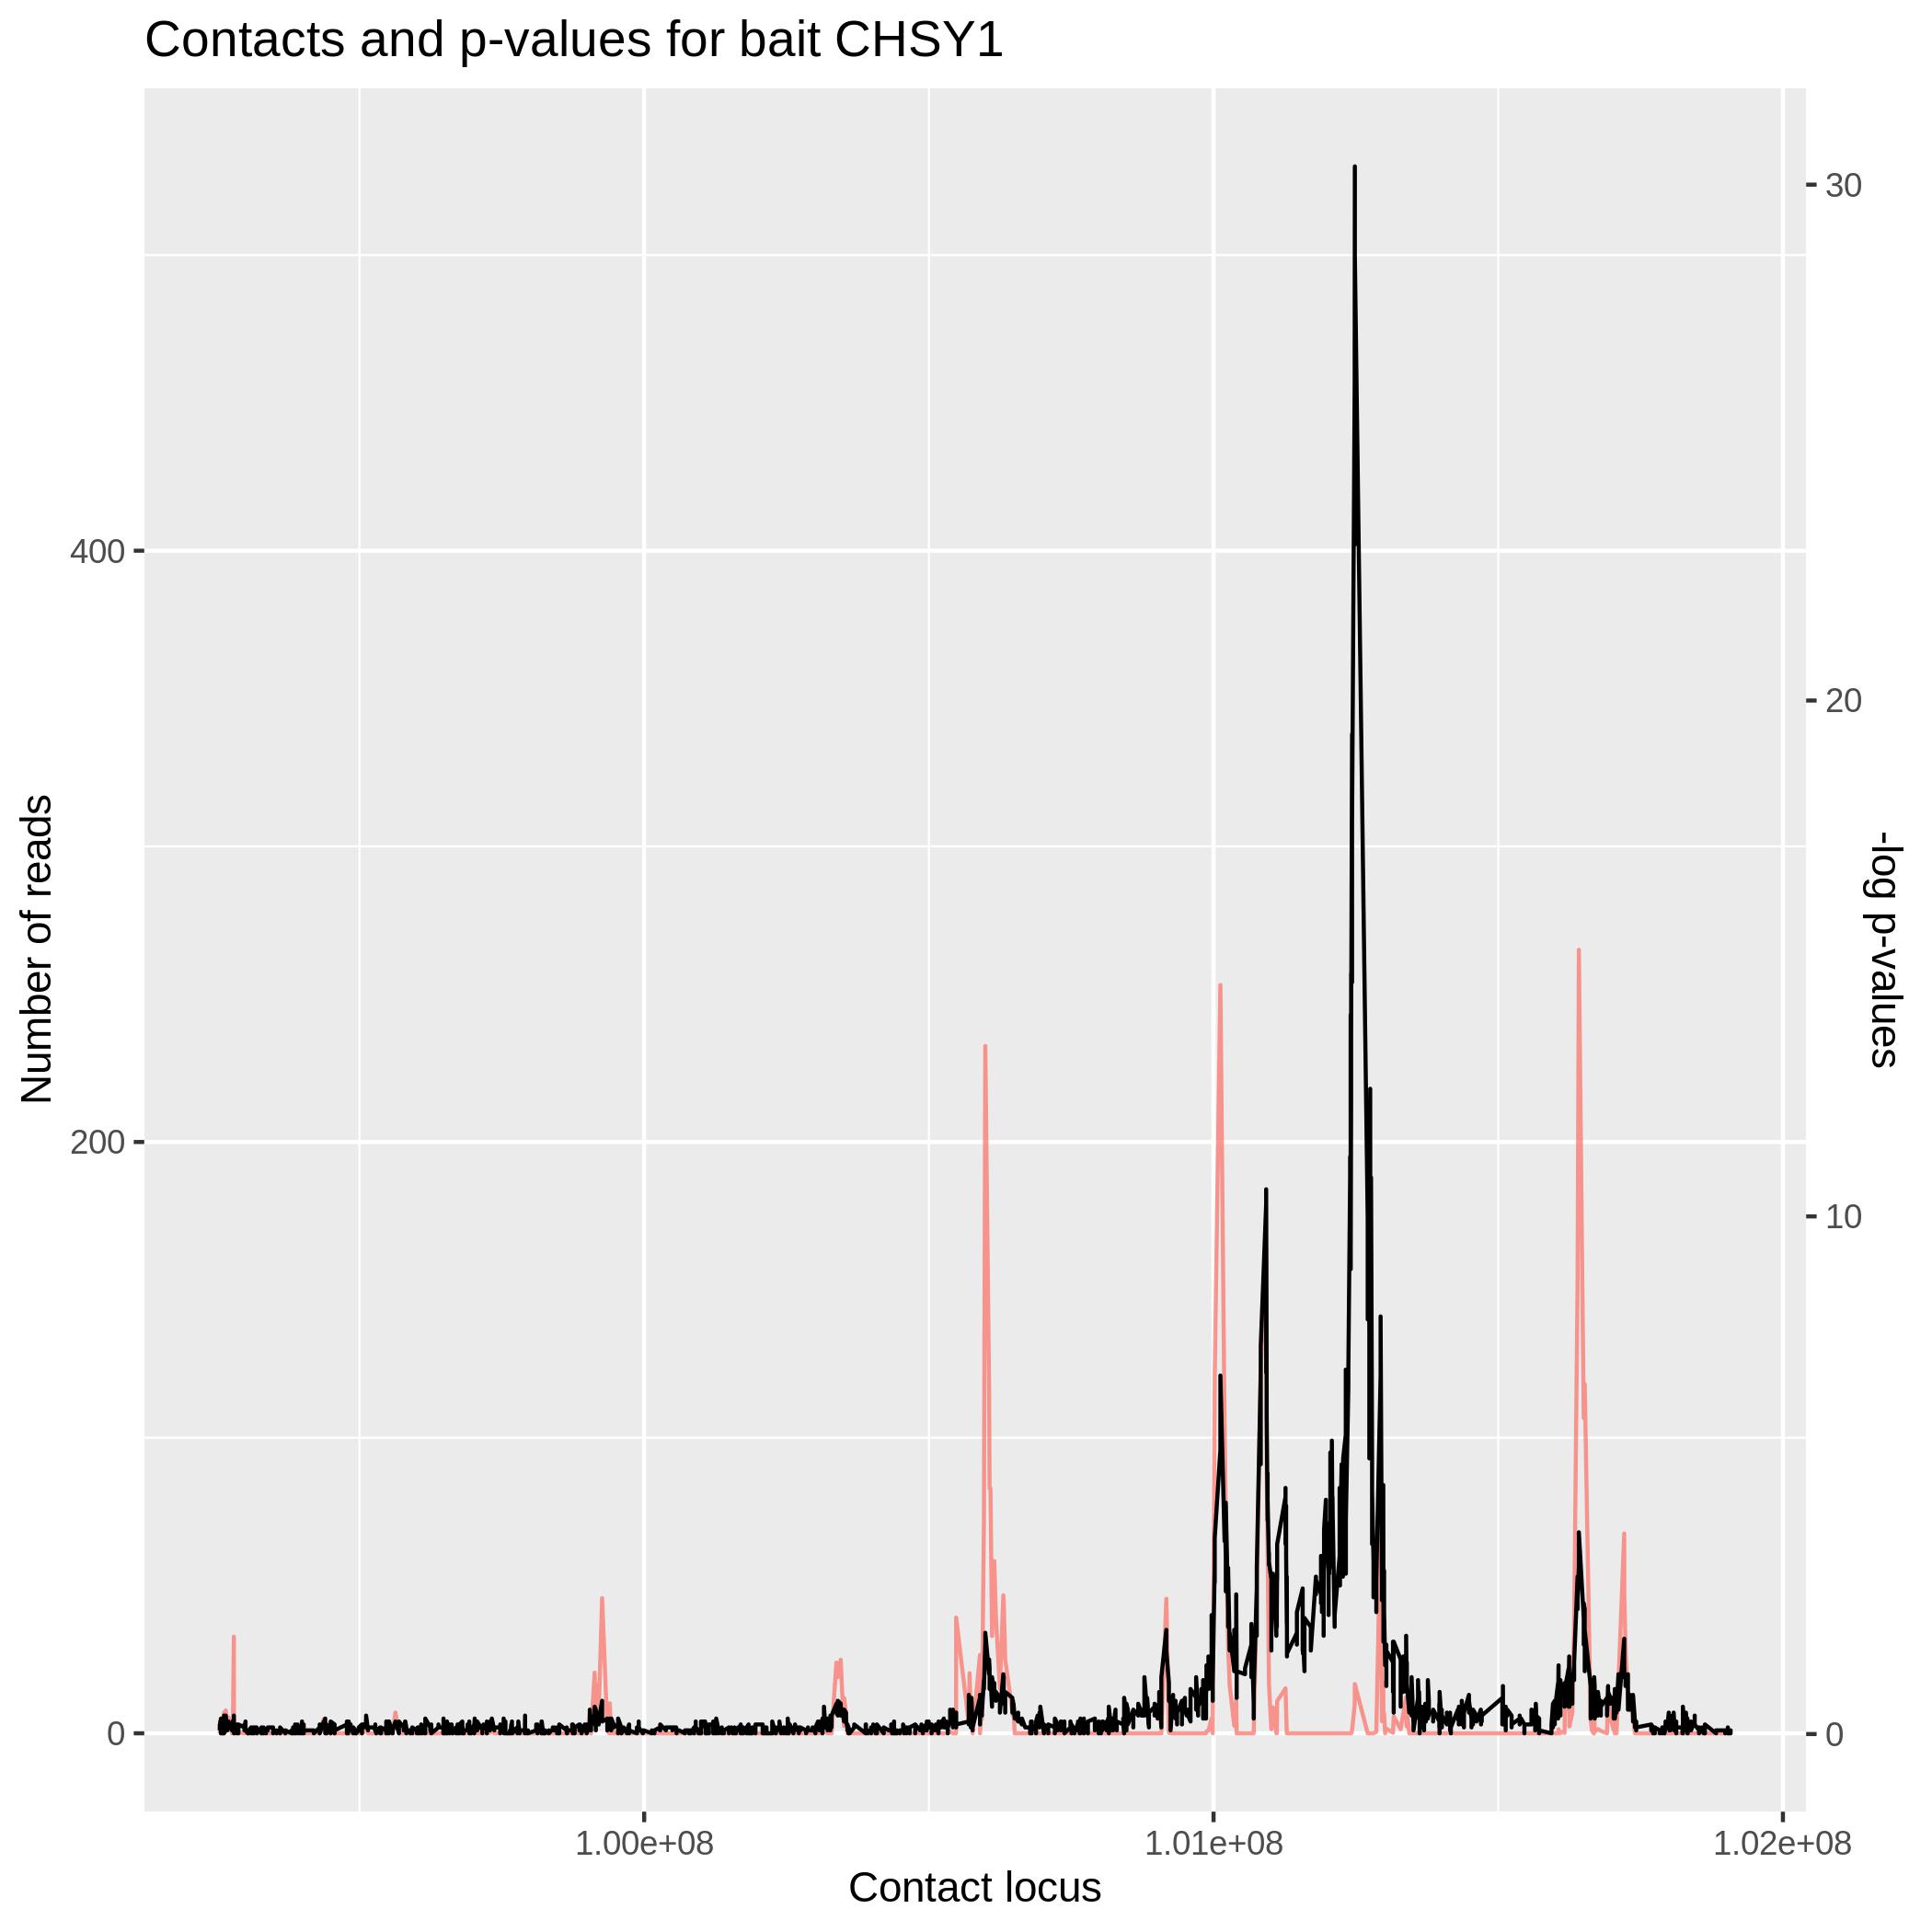 Contacts and p-values for bait CHSY1
Number of reads
400
200
0
30
20
10
0
-log p-values
1.00e+08
1.01e+08
1.02e+08
Contact locus